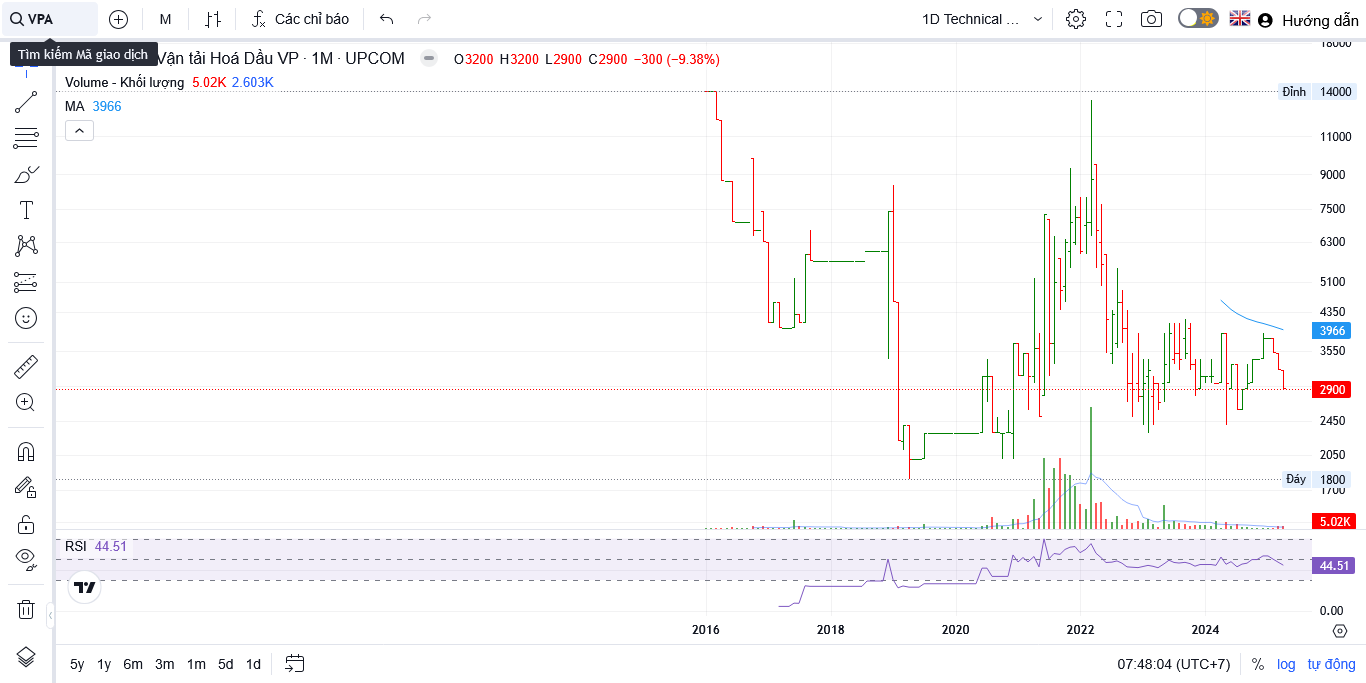 VPA
M
Các chỉ báo
1D Technical ...
Hướng dẫn
Tìm kiếm Mã giao dịch
Vận tải Hoá Dầu VP · 1M · UPCOM
O3200 H3200 L2900 C2900 −300 (−9.38%)
Volume - Khối lượng 5.02K 2.603K
MA 3966
18000
Đỉnh 14000
11000
9000
7500
6300
5100
4350
3966
3550
2900
2450
2050
Đáy 1800
1700
5.02K
RSI 44.51
44.51
0.00
2016 2018 2020 2022 2024
5y 1y 6m 3m 1m 5d 1d
07:48:04 (UTC+7) % log tự động